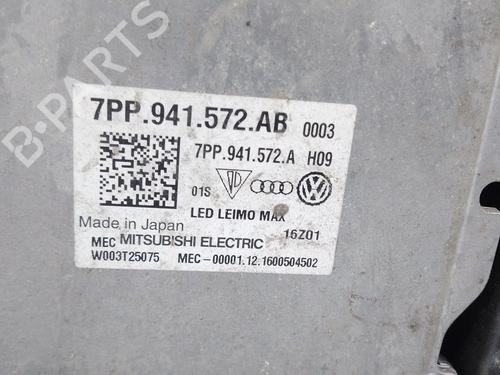 B-PARTS
7PP.941.572.AB 0003
7PP.941.572.A H09
01S
LED LEIMO MAX
Made in Japan 16Z01
MEC MITSUBISHI ELECTRIC
W003T25075 MEC-00001.12.1600504502